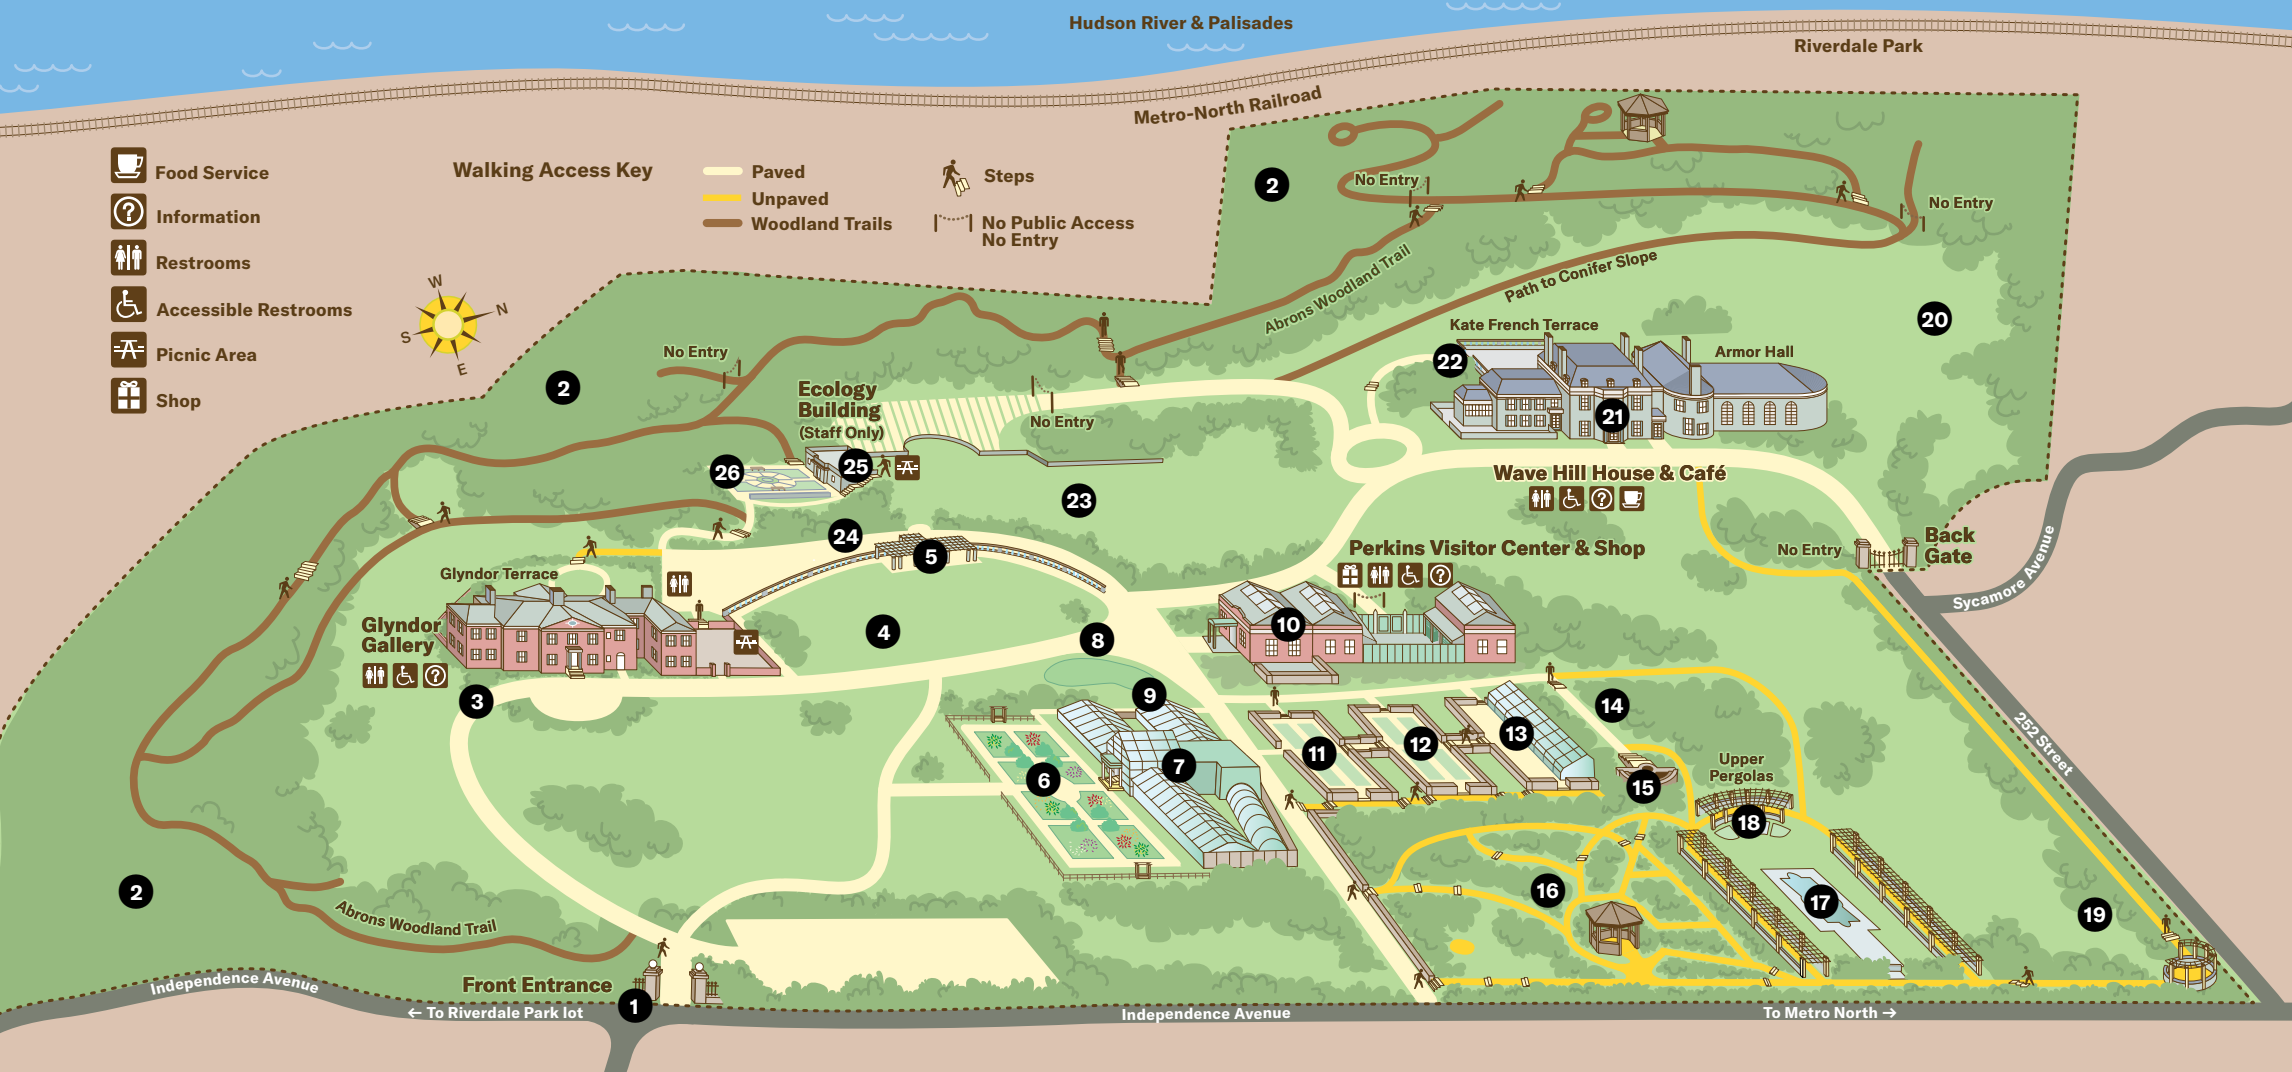 Hudson River & Palisades
Riverdale Park
Metro-North Railroad
Food Service
Information
Restrooms
Accessible Restrooms
Picnic Area
Shop
Walking Access Key
Paved
Unpaved
Woodland Trails
Steps
No Public Access
No Entry
W
N
S
E
2
No Entry
No Entry
Abrons Woodland Trail
Path to Conifer Slope
20
Kate French Terrace
Armor Hall
22
21
Wave Hill House & Café
No Entry
2
Ecology
Building
(Staff Only)
No Entry
26
25
23
24
5
Back
Gate
No Entry
Sycamore Avenue
252 Street
Perkins Visitor Center & Shop
10
Glyndor Terrace
Glyndor
Gallery
3
4
8
9
6
7
11
12
13
14
15
Upper
Pergolas
18
16
17
19
2
Abrons Woodland Trail
Front Entrance
1
Independence Avenue
← To Riverdale Park lot
Independence Avenue
To Metro North →